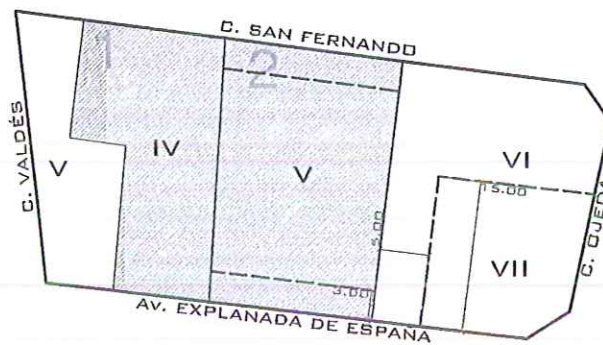 C. SAN FERNANDO
1
2
C. VALDÉS
V
IV
V
VI
5.00
15.00
C. OJEDA
VII
3.00
AV. EXPLANADA DE ESPAÑA